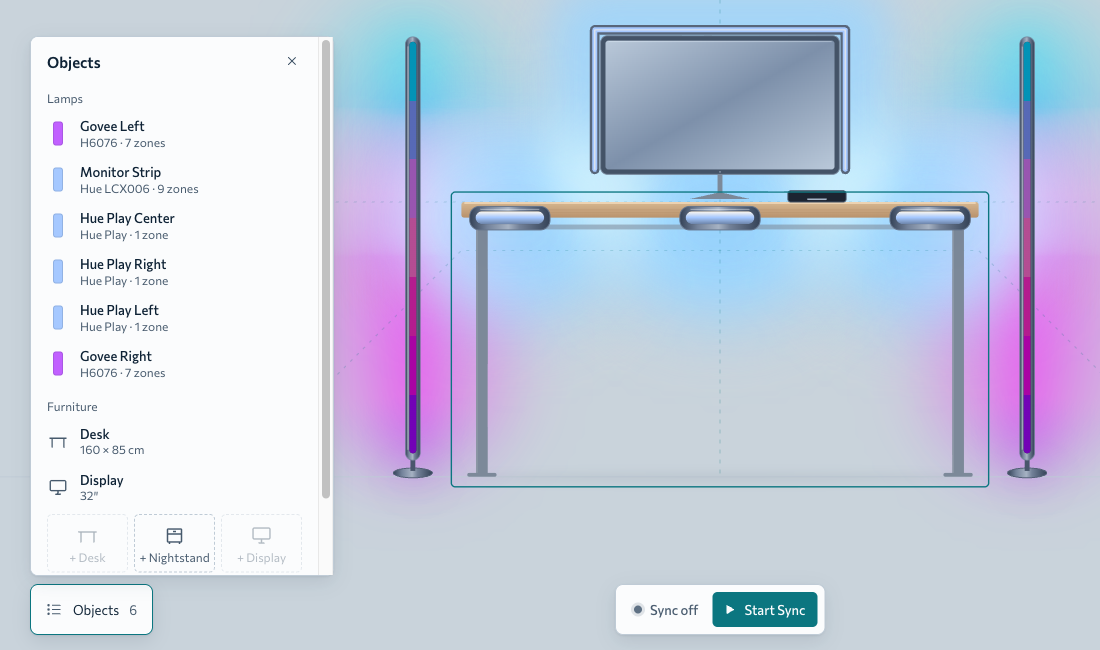 Objects
Lamps
Govee Left
H6076 · 7 zones
Monitor Strip
Hue LCX006 · 9 zones
Hue Play Center
Hue Play · 1 zone
Hue Play Right
Hue Play · 1 zone
Hue Play Left
Hue Play · 1 zone
Govee Right
H6076 · 7 zones
Furniture
Desk
160 × 85 cm
Display
32″
+ Desk
+ Nightstand
+ Display
Objects 6
Sync off
Start Sync